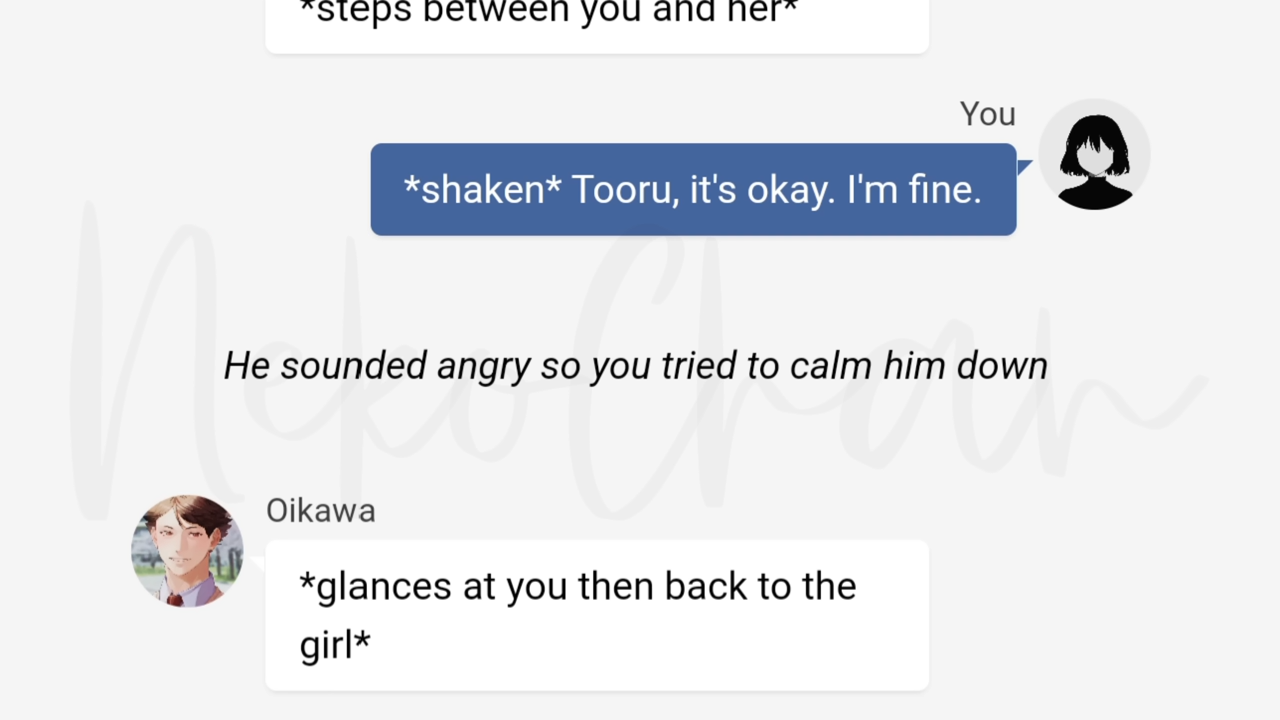 *steps between you and her*
You
*shaken* Tooru, it's okay. I'm fine.
NekoChan
He sounded angry so you tried to calm him down
Oikawa
*glances at you then back to the
girl*